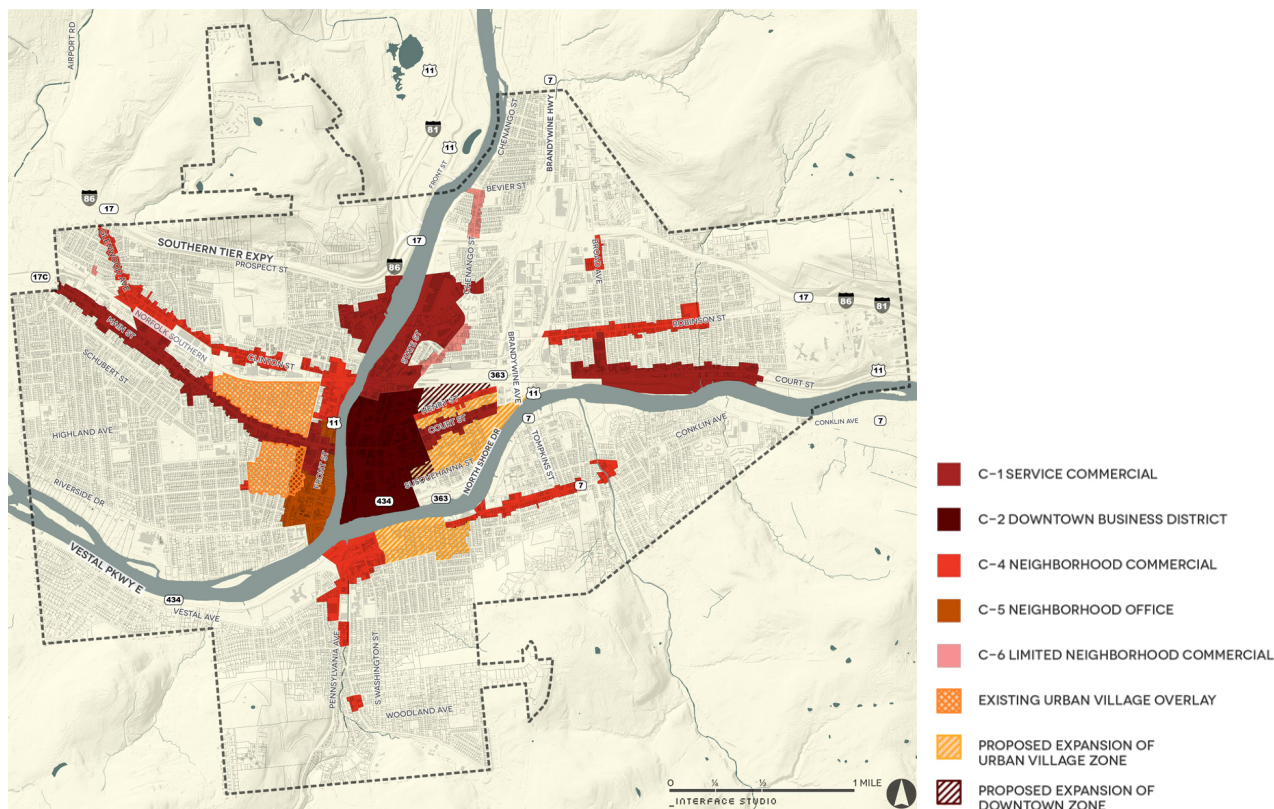 AIRPORT RD
11
7
CHENANGO ST
BRANDYWINE HWY
81
11
FRONT ST
BEVIER ST
86
17
SOUTHERN TIER EXPY
PROSPECT ST
17
86
CHENANGO ST
BROAD AVE
17C
17
86
81
MAIN ST
NORFOLK SOUTHERN
ROBINSON ST
STATE ST
CLINTON ST
SCHUBERT ST
BRANDYWINE AVE
363
11
COURT ST
11
HENRY ST
COURT ST
11
7
CONKLIN AVE
CONKLIN AVE
7
HIGHLAND AVE
FRONT ST
TOMPKINS ST
NORTH SHORE DR
SUSQUEHANNA ST
RIVERSIDE DR
434
363
7
VESTAL PKWY E
434
VESTAL AVE
PENNSYLVANIA AVE
S WASHINGTON ST
WOODLAND AVE
C-1 SERVICE COMMERCIAL
C-2 DOWNTOWN BUSINESS DISTRICT
C-4 NEIGHBORHOOD COMMERCIAL
C-5 NEIGHBORHOOD OFFICE
C-6 LIMITED NEIGHBORHOOD COMMERCIAL
EXISTING URBAN VILLAGE OVERLAY
PROPOSED EXPANSION OF
URBAN VILLAGE ZONE
PROPOSED EXPANSION OF
DOWNTOWN ZONE
0 ¼ ½ 1 MILE
_INTERFACE STUDIO